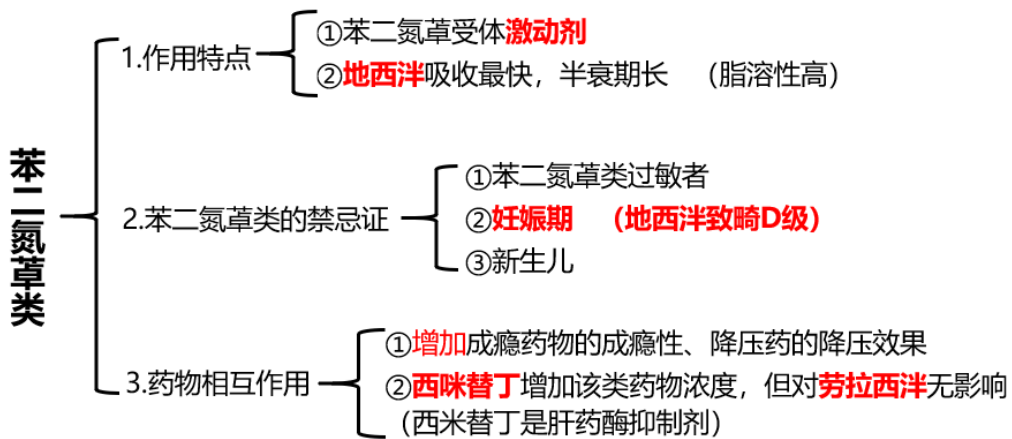 苯二氮䓬类
1.作用特点
①苯二氮䓬受体激动剂
②地西泮吸收最快，半衰期长 （脂溶性高）
2.苯二氮䓬类的禁忌证
①苯二氮䓬类过敏者
②妊娠期 （地西泮致畸D级）
③新生儿
3.药物相互作用
①增加成瘾药物的成瘾性、降压药的降压效果
②西咪替丁增加该类药物浓度，但对劳拉西泮无影响
（西米替丁是肝药酶抑制剂）